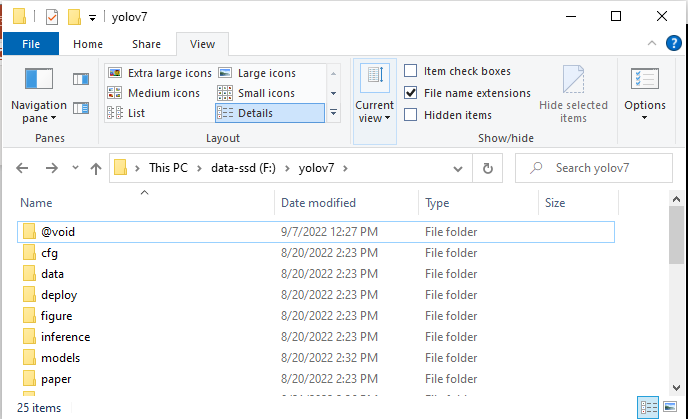 yolov7
File Home Share View
Navigation pane
Extra large icons Large icons
Medium icons Small icons
List Details
Current view
Item check boxes
File name extensions
Hidden items
Hide selected items
Options
Panes Layout Show/hide
This PC > data-ssd (F:) > yolov7 >
Search yolov7
Name Date modified Type Size
@void 9/7/2022 12:27 PM File folder
cfg 8/20/2022 2:23 PM File folder
data 8/20/2022 2:23 PM File folder
deploy 8/20/2022 2:23 PM File folder
figure 8/20/2022 2:23 PM File folder
inference 8/20/2022 2:23 PM File folder
models 8/20/2022 2:32 PM File folder
paper 8/20/2022 2:23 PM File folder
25 items